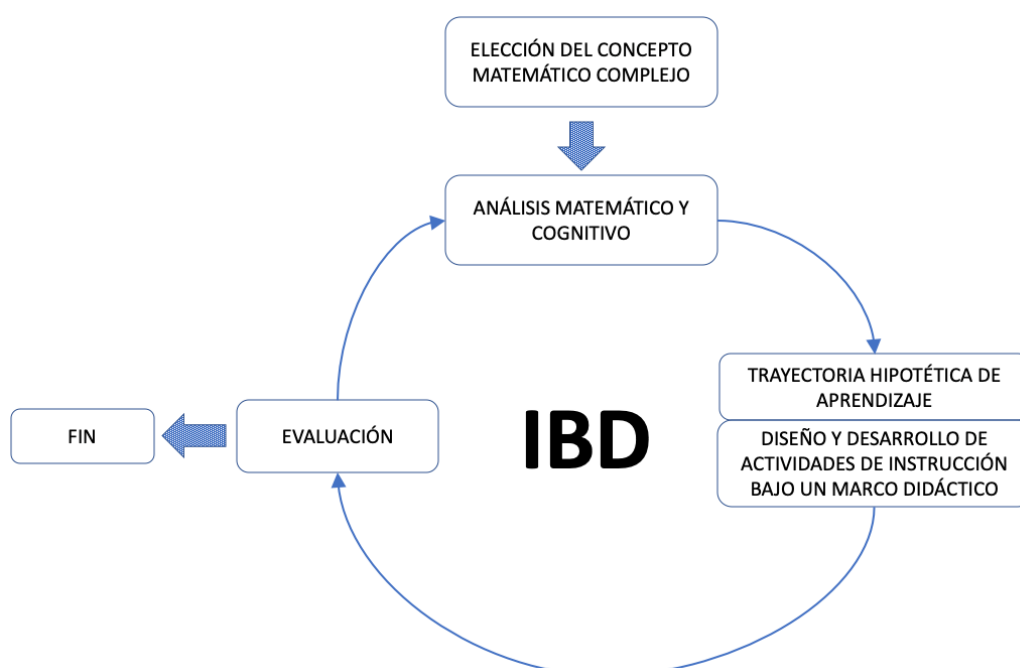 ELECCIÓN DEL CONCEPTO
MATEMÁTICO COMPLEJO
ANÁLISIS MATEMÁTICO Y
COGNITIVO
TRAYECTORIA HIPOTÉTICA DE
APRENDIZAJE
DISEÑO Y DESARROLLO DE
ACTIVIDADES DE INSTRUCCIÓN
BAJO UN MARCO DIDÁCTICO
IBD
EVALUACIÓN
FIN